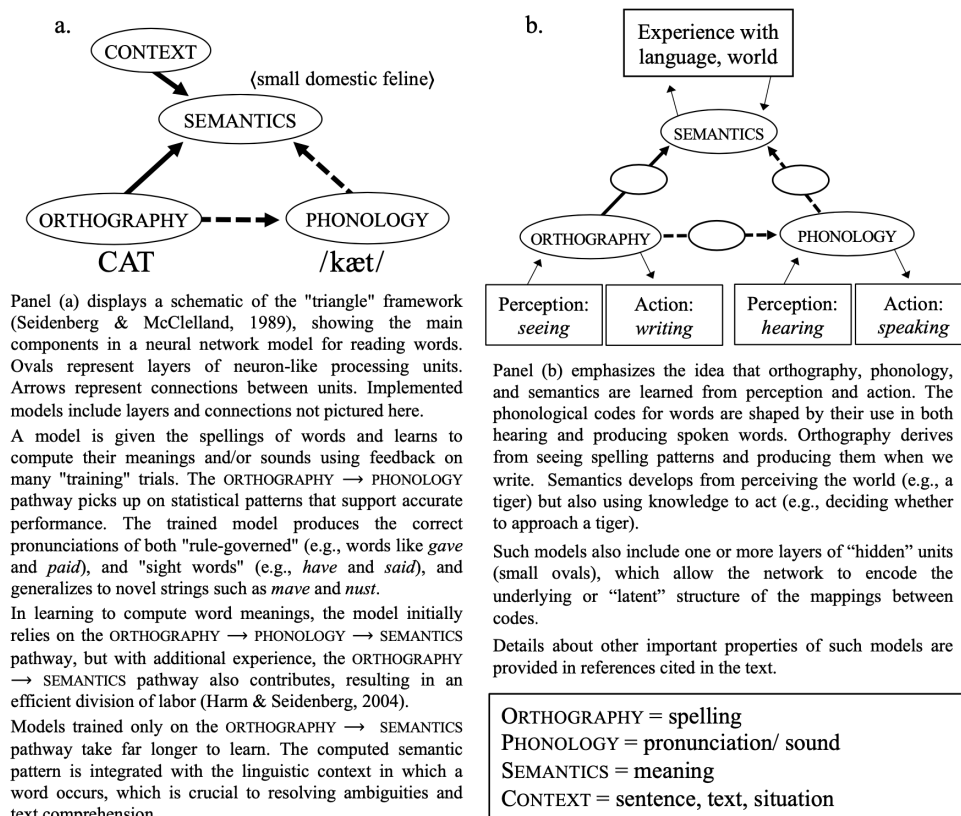 a.
CONTEXT
⟨small domestic feline⟩
SEMANTICS
ORTHOGRAPHY
PHONOLOGY
CAT
/kæt/
Panel (a) displays a schematic of the "triangle" framework
(Seidenberg & McClelland, 1989), showing the main
components in a neural network model for reading words.
Ovals represent layers of neuron-like processing units.
Arrows represent connections between units. Implemented
models include layers and connections not pictured here.
A model is given the spellings of words and learns to
compute their meanings and/or sounds using feedback on
many "training" trials. The ORTHOGRAPHY → PHONOLOGY
pathway picks up on statistical patterns that support accurate
performance. The trained model produces the correct
pronunciations of both "rule-governed" (e.g., words like gave
and paid), and "sight words" (e.g., have and said), and
generalizes to novel strings such as mave and nust.
In learning to compute word meanings, the model initially
relies on the ORTHOGRAPHY → PHONOLOGY → SEMANTICS
pathway, but with additional experience, the ORTHOGRAPHY
→ SEMANTICS pathway also contributes, resulting in an
efficient division of labor (Harm & Seidenberg, 2004).
Models trained only on the ORTHOGRAPHY → SEMANTICS
pathway take far longer to learn. The computed semantic
pattern is integrated with the linguistic context in which a
word occurs, which is crucial to resolving ambiguities and
text comprehension.
b.
Experience with
language, world
SEMANTICS
ORTHOGRAPHY
PHONOLOGY
Perception:
seeing
Action:
writing
Perception:
hearing
Action:
speaking
Panel (b) emphasizes the idea that orthography, phonology,
and semantics are learned from perception and action. The
phonological codes for words are shaped by their use in both
hearing and producing spoken words. Orthography derives
from seeing spelling patterns and producing them when we
write. Semantics develops from perceiving the world (e.g., a
tiger) but also using knowledge to act (e.g., deciding whether
to approach a tiger).
Such models also include one or more layers of “hidden” units
(small ovals), which allow the network to encode the
underlying or “latent” structure of the mappings between
codes.
Details about other important properties of such models are
provided in references cited in the text.
ORTHOGRAPHY = spelling
PHONOLOGY = pronunciation/ sound
SEMANTICS = meaning
CONTEXT = sentence, text, situation